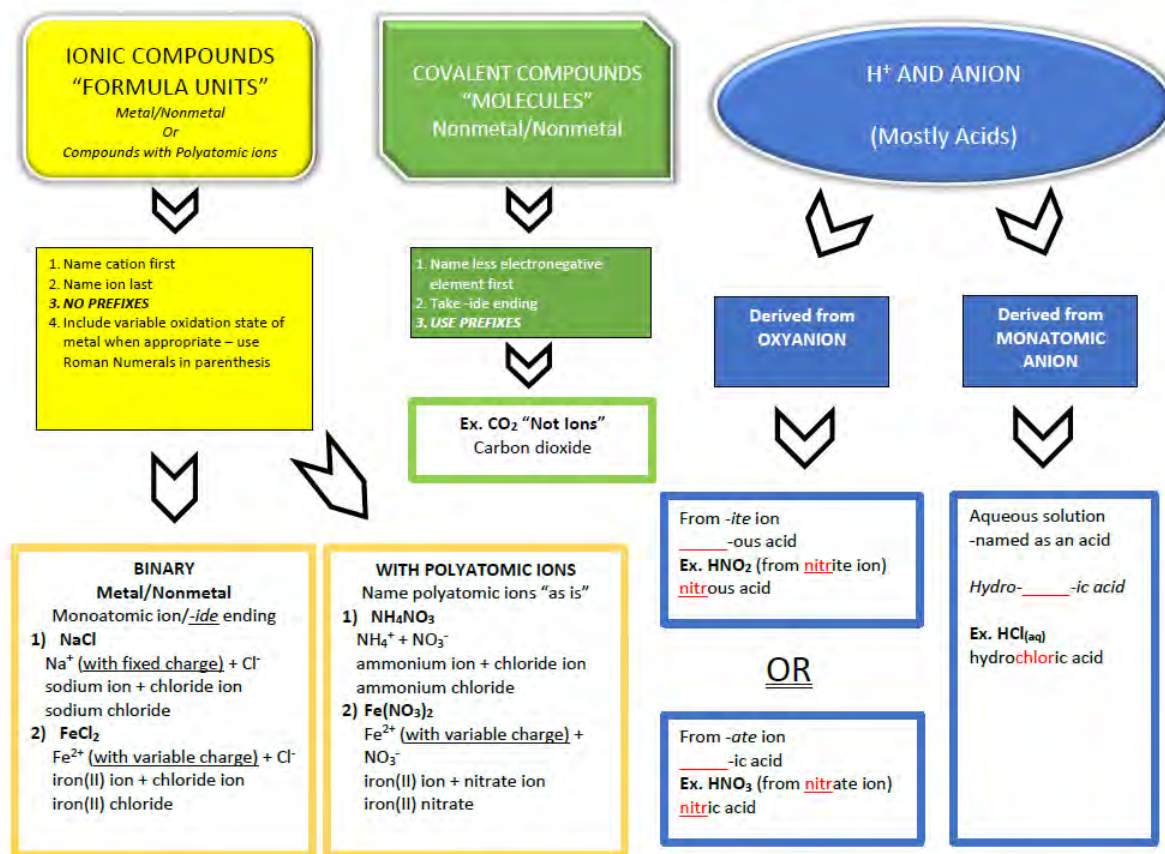 IONIC COMPOUNDS
“FORMULA UNITS”
Metal/Nonmetal
Or
Compounds with Polyatomic ions
COVALENT COMPOUNDS
“MOLECULES”
Nonmetal/Nonmetal
H⁺ AND ANION
(Mostly Acids)
1. Name cation first
2. Name ion last
3. NO PREFIXES
4. Include variable oxidation state of
metal when appropriate – use
Roman Numerals in parenthesis
1. Name less electronegative
element first
2. Take -ide ending
3. USE PREFIXES
Derived from
OXYANION
Derived from
MONATOMIC
ANION
Ex. CO₂ “Not Ions”
Carbon dioxide
BINARY
Metal/Nonmetal
Monoatomic ion/-ide ending
1) NaCl
Na⁺ (with fixed charge) + Cl⁻
sodium ion + chloride ion
sodium chloride
2) FeCl₂
Fe²⁺ (with variable charge) + Cl⁻
iron(II) ion + chloride ion
iron(II) chloride
WITH POLYATOMIC IONS
Name polyatomic ions “as is”
1) NH₄NO₃
NH₄⁺ + NO₃⁻
ammonium ion + chloride ion
ammonium chloride
2) Fe(NO₃)₂
Fe²⁺ (with variable charge) +
NO₃⁻
iron(II) ion + nitrate ion
iron(II) nitrate
From -ite ion
_____-ous acid
Ex. HNO₂ (from nitrite ion)
nitrous acid
OR
From -ate ion
_____-ic acid
Ex. HNO₃ (from nitrate ion)
nitric acid
Aqueous solution
-named as an acid
Hydro-_____-ic acid
Ex. HCl(aq)
hydrochloric acid